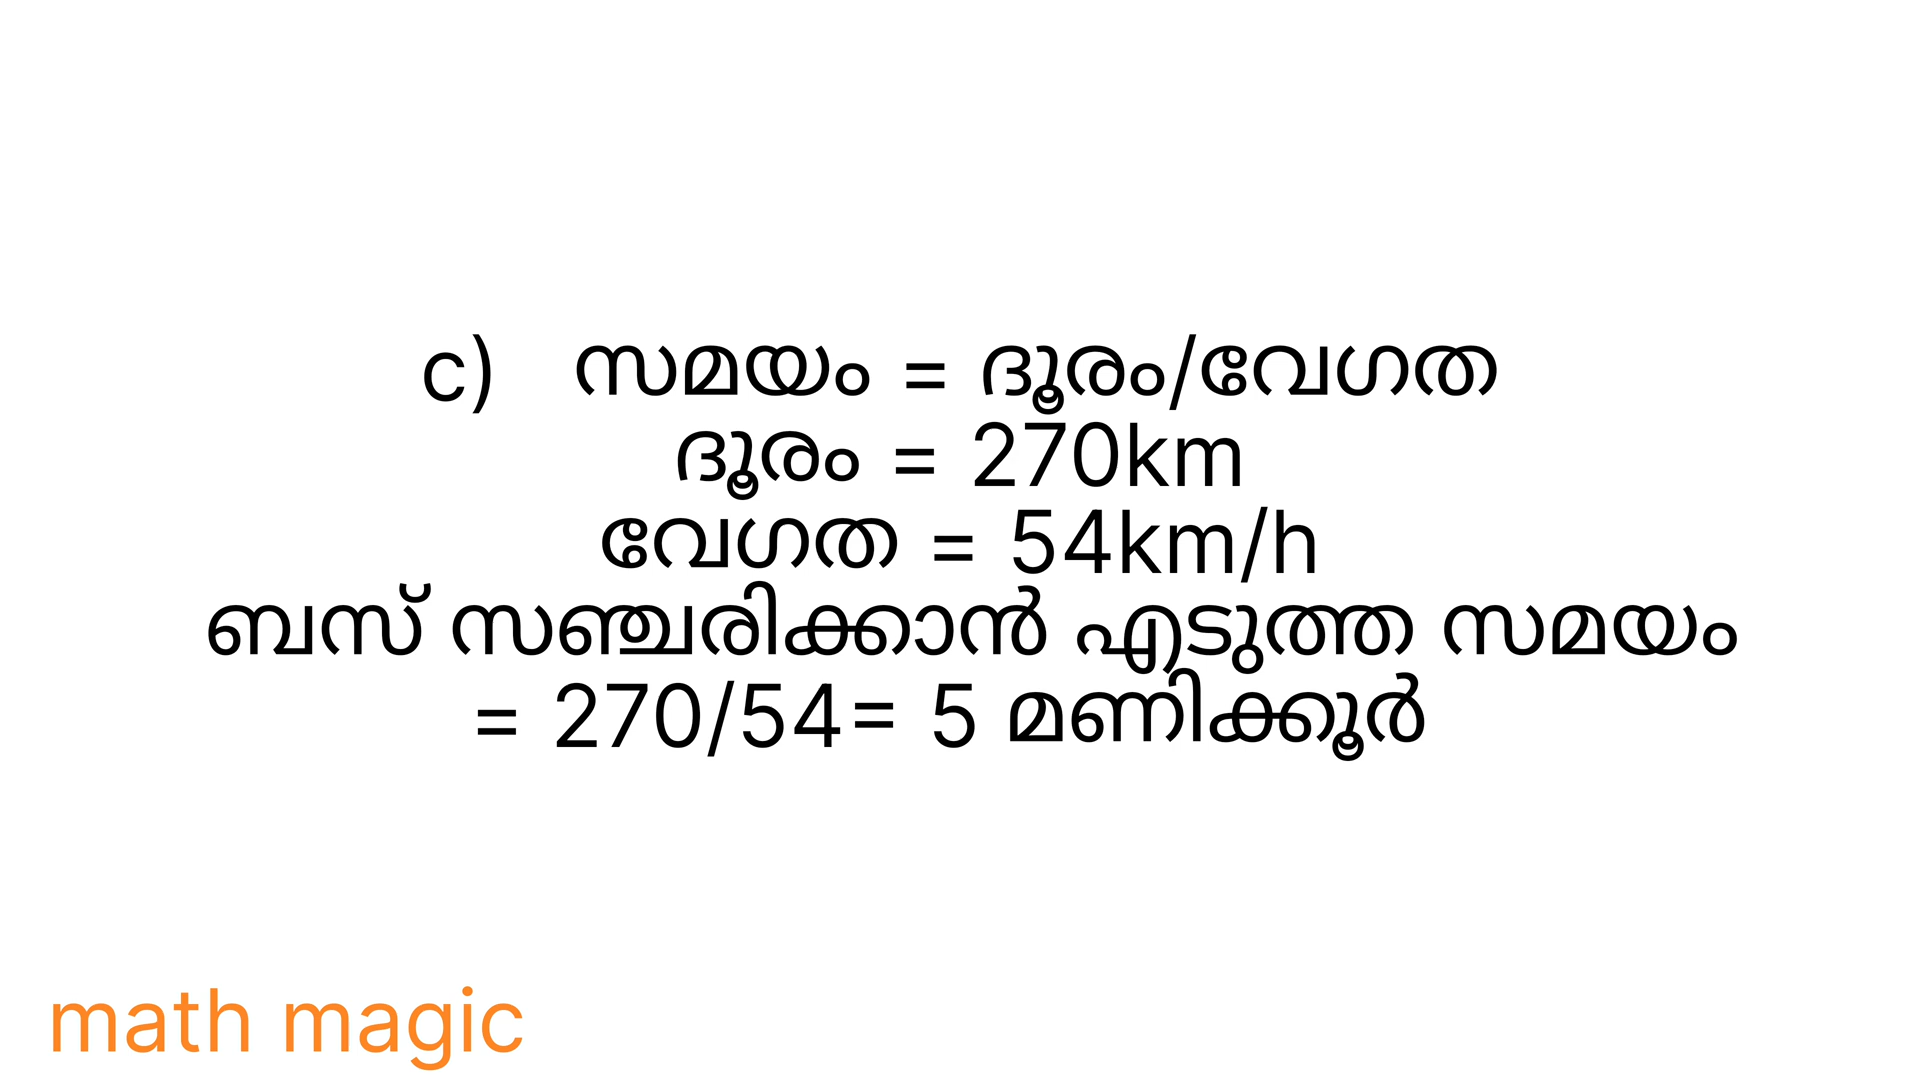 c) സമയം = ദൂരം/വേഗത
ദൂരം = 270km
വേഗത = 54km/h
ബസ് സഞ്ചരിക്കാൻ എടുത്ത സമയം
= 270/54= 5 മണിക്കൂർ
math magic